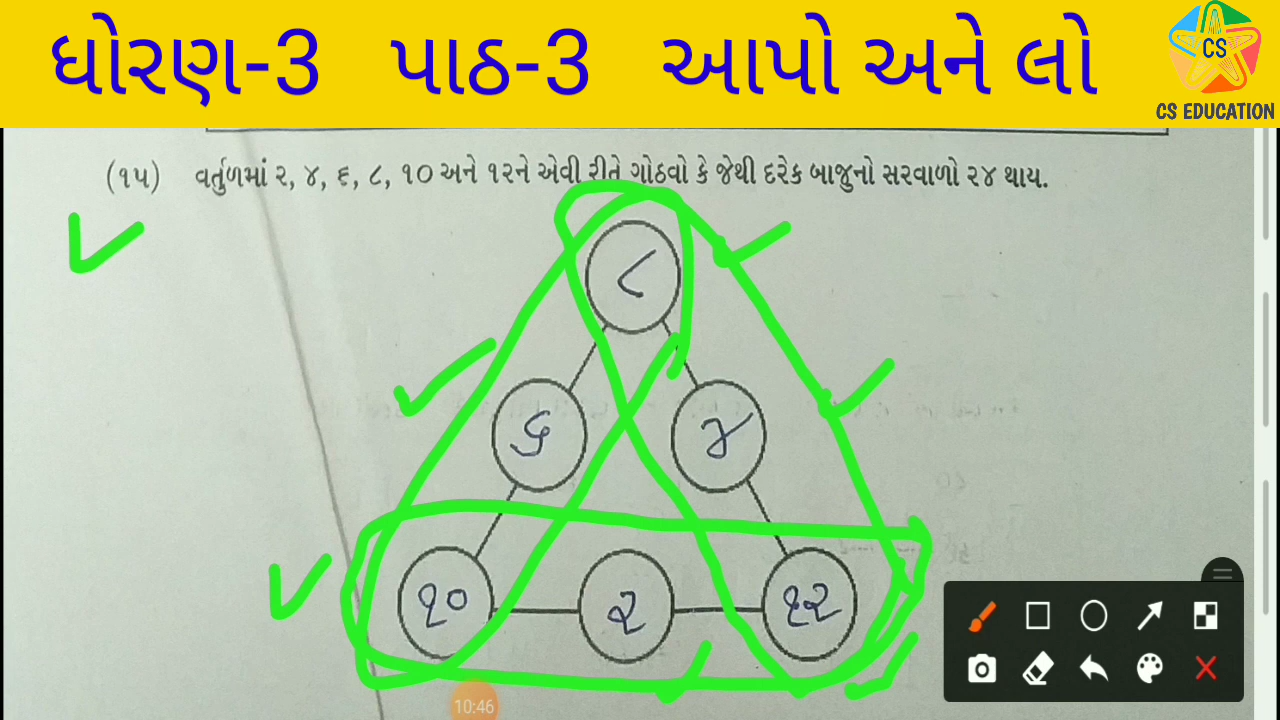 ધોરણ-3 પાઠ-3 આપો અને લો
CS
CS EDUCATION
(૧૫) વર્તુળમાં ૨, ૪, ૬, ૮, ૧૦ અને ૧૨ને એવી રીતે ગોઠવો કે જેથી દરેક બાજુનો સરવાળો ૨૪ થાય.
૮
૬ ૪
૧૦ ૨ ૧૨
10:46